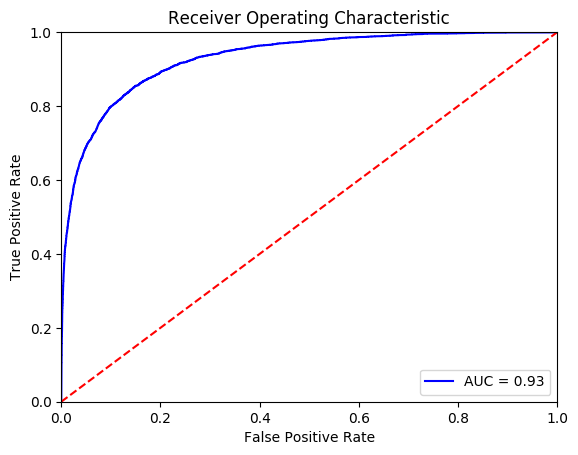 Receiver Operating Characteristic
1.0
0.8
0.6
0.4
0.2
0.0
True Positive Rate
AUC = 0.93
0.0 0.2 0.4 0.6 0.8 1.0
False Positive Rate